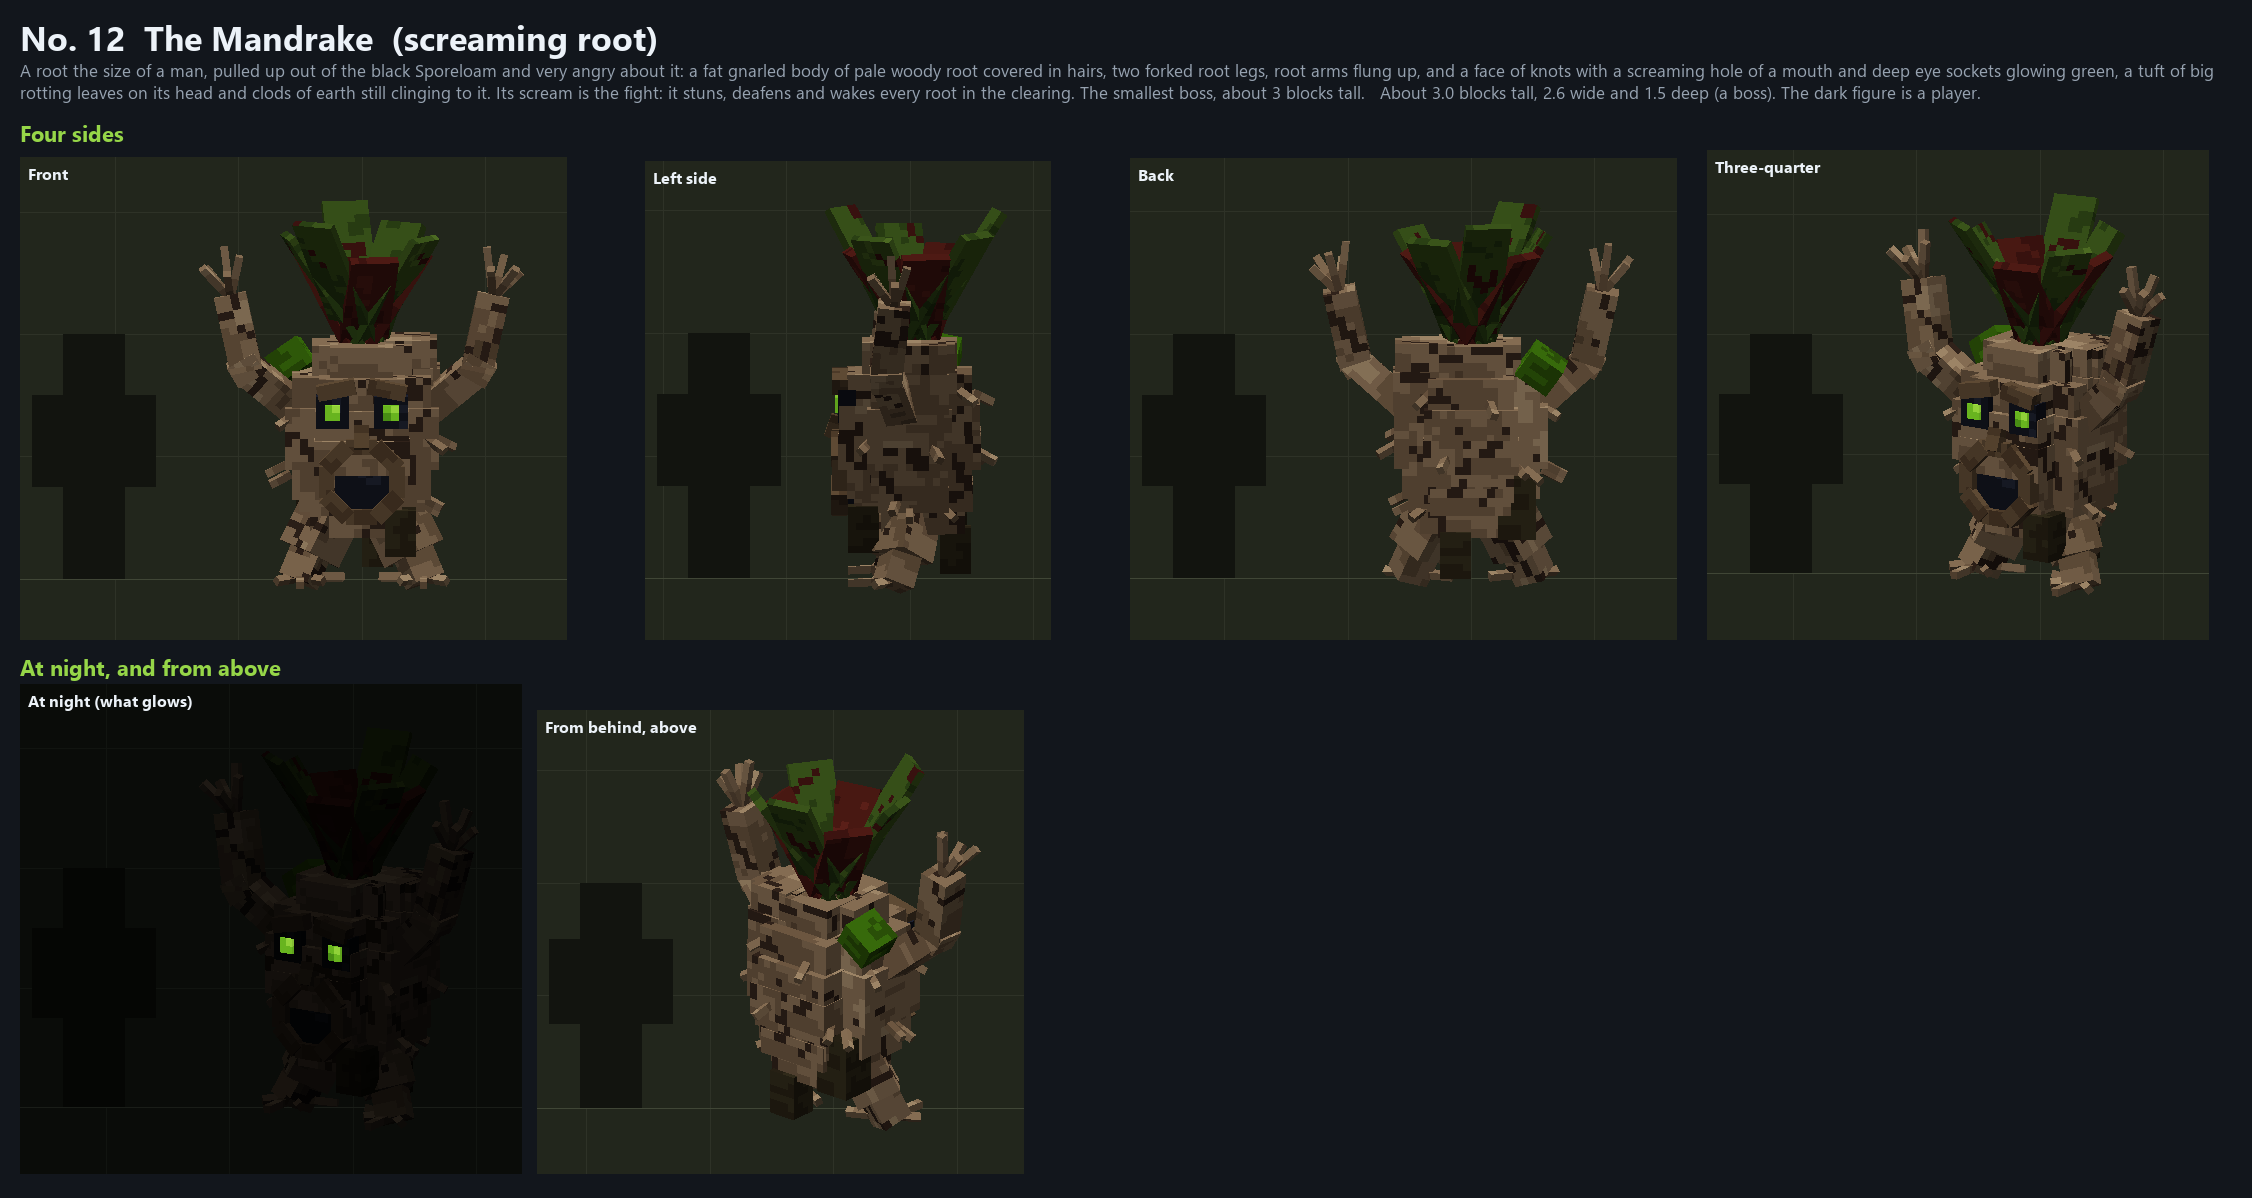 No. 12 The Mandrake (screaming root)
A root the size of a man, pulled up out of the black Sporeloam and very angry about it: a fat gnarled body of pale woody root covered in hairs, two forked root legs, root arms flung up, and a face of knots with a screaming hole of a mouth and deep eye sockets glowing green, a tuft of big
rotting leaves on its head and clods of earth still clinging to it. Its scream is the fight: it stuns, deafens and wakes every root in the clearing. The smallest boss, about 3 blocks tall. About 3.0 blocks tall, 2.6 wide and 1.5 deep (a boss). The dark figure is a player.
Four sides
Front
Left side
Back
Three-quarter
At night, and from above
At night (what glows)
From behind, above